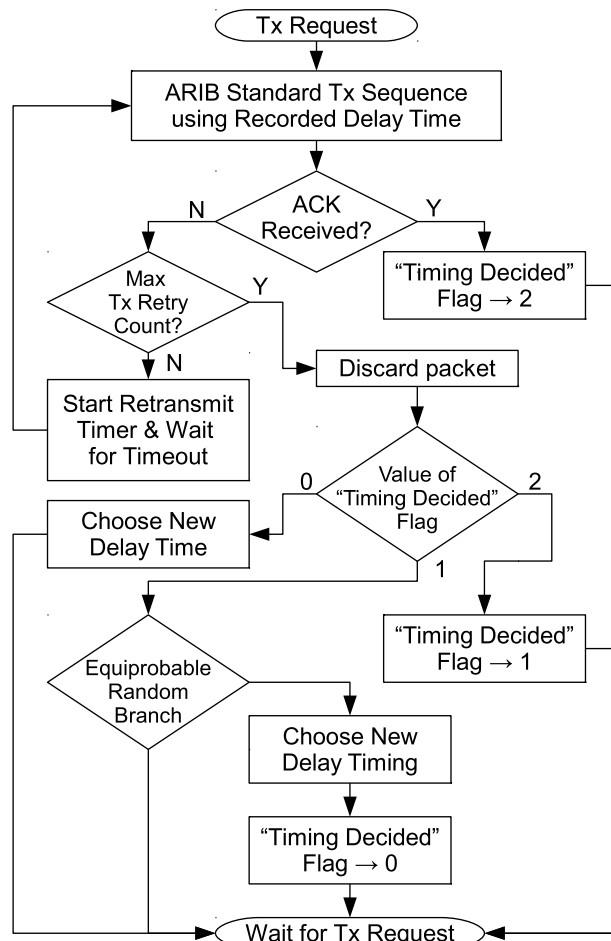 Tx Request
ARIB Standard Tx Sequence
using Recorded Delay Time
ACK
Received?
N
Y
"Timing Decided"
Flag → 2
Max
Tx Retry
Count?
Y
N
Discard packet
Start Retransmit
Timer & Wait
for Timeout
Value of
"Timing Decided"
Flag
0
2
1
Choose New
Delay Time
"Timing Decided"
Flag → 1
Equiprobable
Random
Branch
Choose New
Delay Timing
"Timing Decided"
Flag → 0
Wait for Tx Request